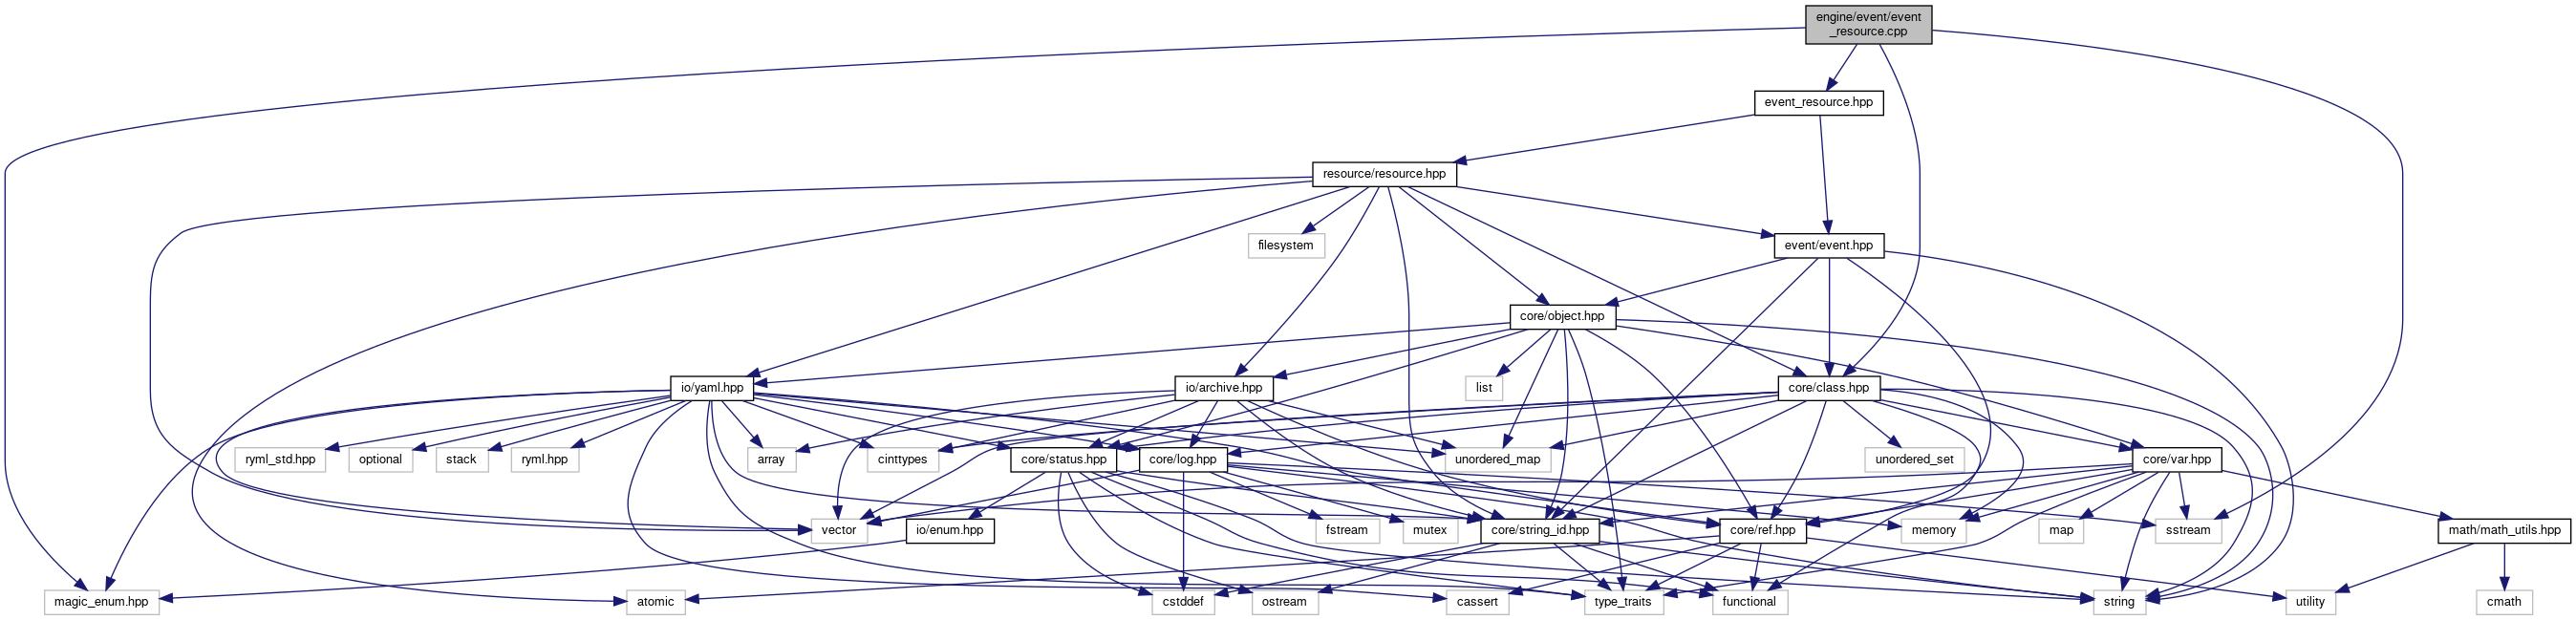 engine/event/event
_resource.cpp
event_resource.hpp
resource/resource.hpp
filesystem
event/event.hpp
core/object.hpp
io/yaml.hpp
io/archive.hpp
list
core/class.hpp
ryml_std.hpp
optional
stack
ryml.hpp
array
cinttypes
core/status.hpp
core/log.hpp
unordered_map
unordered_set
core/var.hpp
vector
io/enum.hpp
fstream
mutex
core/string_id.hpp
core/ref.hpp
memory
map
sstream
math/math_utils.hpp
magic_enum.hpp
atomic
cassert
cstddef
ostream
type_traits
functional
string
utility
cmath